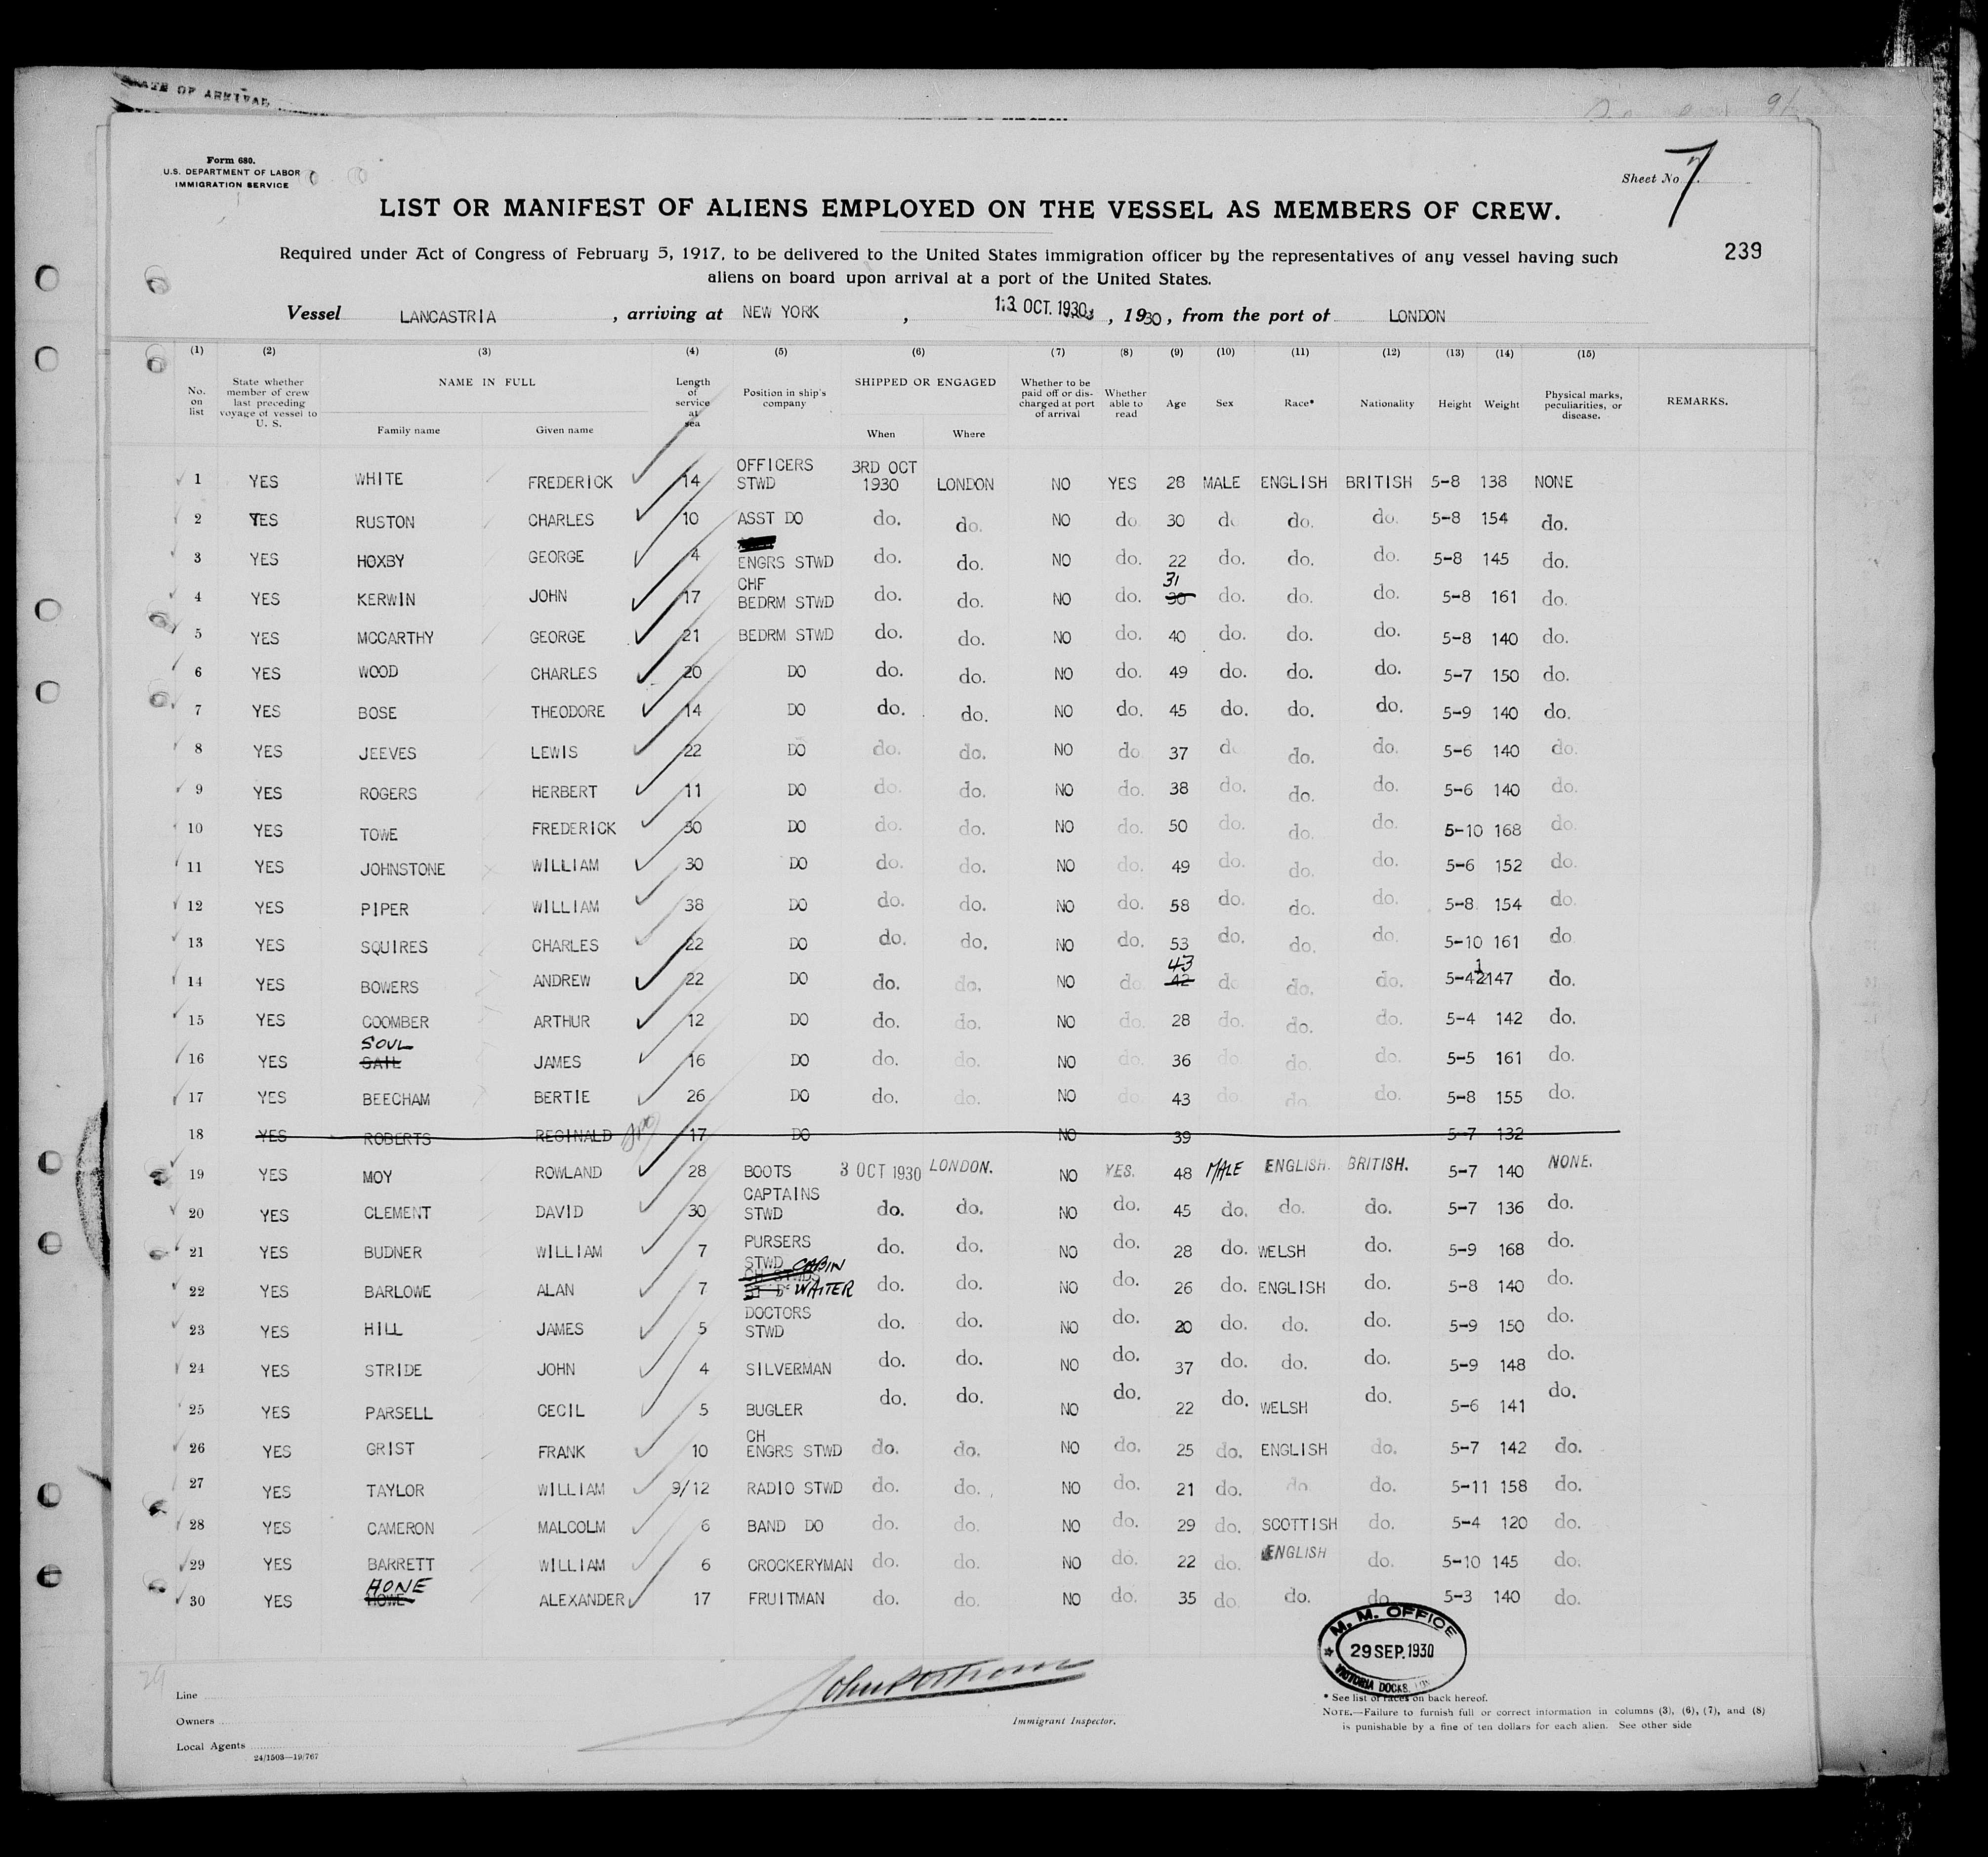 DATE OF ARRIVAL
Form 680.
U.S. DEPARTMENT OF LABOR
IMMIGRATION SERVICE
Sheet No. 7
LIST OR MANIFEST OF ALIENS EMPLOYED ON THE VESSEL AS MEMBERS OF CREW.
239
Required under Act of Congress of February 5, 1917, to be delivered to the United States immigration officer by the representatives of any vessel having such
aliens on board upon arrival at a port of the United States.
Vessel LANCASTRIA, arriving at NEW YORK, 13 OCT. 1930, 1930, from the port of LONDON
(1) (2) (3) (4) (5) (6) (7) (8) (9) (10) (11) (12) (13) (14) (15)
No. on list | State whether member of crew last preceding voyage of vessel to U. S. | NAME IN FULL Family name Given name | Length of service at sea | Position in ship's company | SHIPPED OR ENGAGED When Where | Whether to be paid off or discharged at port of arrival | Whether able to read | Age | Sex | Race* | Nationality | Height | Weight | Physical marks, peculiarities, or disease. | REMARKS.
1 YES WHITE FREDERICK 14 OFFICERS STWD 3RD OCT 1930 LONDON NO YES 28 MALE ENGLISH BRITISH 5-8 138 NONE
2 YES RUSTON CHARLES 10 ASST DO do. do. NO do 30 do do. do. 5-8 154 do.
3 YES HOXBY GEORGE 4 ENGRS STWD do. do. NO do. 22 do. do. do. 5-8 145 do.
4 YES KERWIN JOHN 17 CHF BEDRM STWD do. do. NO do. 30 31 do. do. do. 5-8 161 do.
5 YES MCCARTHY GEORGE 21 BEDRM STWD do. do. NO do. 40 do. do. do. 5-8 140 do.
6 YES WOOD CHARLES 20 DO do. do. NO do. 49 do. do. do. 5-7 150 do.
7 YES BOSE THEODORE 14 DO do. do. NO do. 45 do. do. do. 5-9 140 do.
8 YES JEEVES LEWIS 22 DO do. do. NO do 37 do do. do. 5-6 140 do.
9 YES ROGERS HERBERT 11 DO do. do. NO do. 38 do. do. do. 5-6 140 do.
10 YES TOWE FREDERICK 30 DO do. do. NO do. 50 do. do. do. 5-10 168 do.
11 YES JOHNSTONE WILLIAM 30 DO do. do. NO do. 49 do. do. do. 5-6 152 do.
12 YES PIPER WILLIAM 38 DO do. do. NO do. 58 do. do. do. 5-8 154 do.
13 YES SQUIRES CHARLES 22 DO do. do. NO do. 53 do. do. do. 5-10 161 do
14 YES BOWERS ANDREW 22 DO do. do. NO do 42 43 do do. do. 5-4½ 147 do.
15 YES COOMBER ARTHUR 12 DO do. do. NO do. 28 do. do. do. 5-4 142 do.
16 YES SAIL SOUL JAMES 16 DO do. do. NO do. 36 do. do. do. 5-5 161 do.
17 YES BEECHAM BERTIE 26 DO do. do. NO do 43 do. do. do. 5-8 155 do.
18 YES ROBERTS REGINALD 17 DO NO 39 5-7 132
19 YES MOY ROWLAND 28 BOOTS 3 OCT 1930 LONDON. NO YES. 48 MALE ENGLISH. BRITISH. 5-7 140 NONE.
20 YES CLEMENT DAVID 30 CAPTAINS STWD do. do. NO do. 45 do. do. do. 5-7 136 do.
21 YES BUDNER WILLIAM 7 PURSERS STWD do. do. NO do. 28 do. WELSH do. 5-9 168 do.
22 YES BARLOWE ALAN 7 CABIN WAITER do. do. NO do. 26 do. ENGLISH do. 5-8 140 do.
23 YES HILL JAMES 5 DOCTORS STWD do. do. NO do. 20 do. do. do. 5-9 150 do.
24 YES STRIDE JOHN 4 SILVERMAN do. do. NO do. 37 do. do. do. 5-9 148 do.
25 YES PARSELL CECIL 5 BUGLER do. do. NO do. 22 do. WELSH do. 5-6 141 do.
26 YES GRIST FRANK 10 CH ENGRS STWD do. do. NO do. 25 do. ENGLISH do. 5-7 142 do.
27 YES TAYLOR WILLIAM 9/12 RADIO STWD do. do. NO do. 21 do. do. do. 5-11 158 do.
28 YES CAMERON MALCOLM 6 BAND DO do. do. NO do. 29 do. SCOTTISH do. 5-4 120 do.
29 YES BARRETT WILLIAM 6 CROCKERYMAN do. do. NO do. 22 do. ENGLISH do. 5-10 145 do.
30 YES HOWE HONE ALEXANDER 17 FRUITMAN do. do. NO do. 35 do. do. do. 5-3 140 do.
M. M. OFFICE
29 SEP. 1930
VICTORIA DOCKS. LON
29
Line
Owners
Local Agents
24/1503—19/767
Immigrant Inspector.
* See list of races on back hereof.
NOTE.—Failure to furnish full or correct information in columns (3), (6), (7), and (8)
is punishable by a fine of ten dollars for each alien. See other side